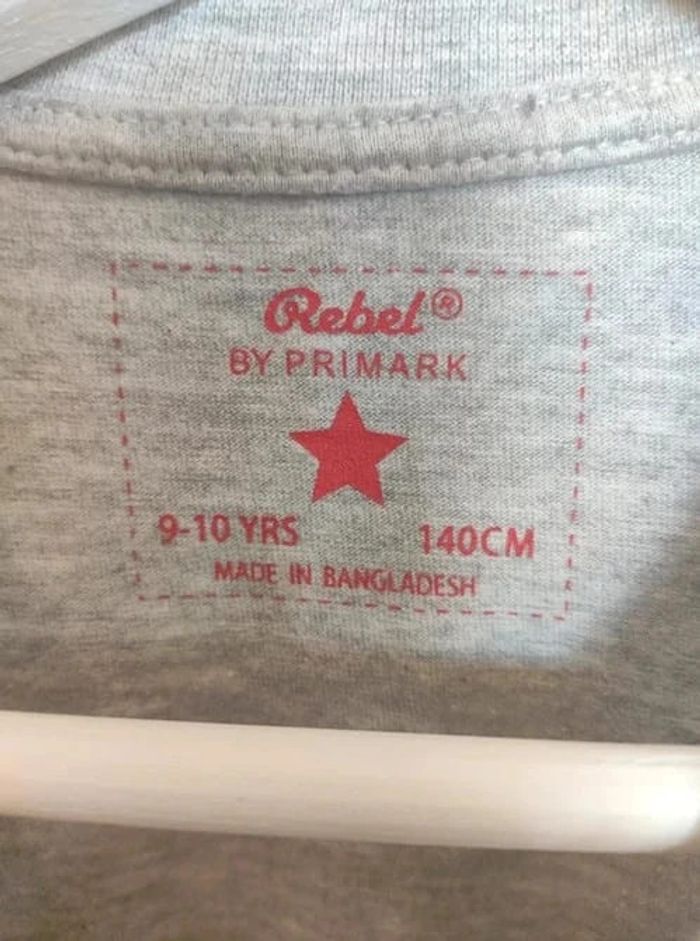 Rebel®
BY PRIMARK
9-10 YRS 140CM
MADE IN BANGLADESH